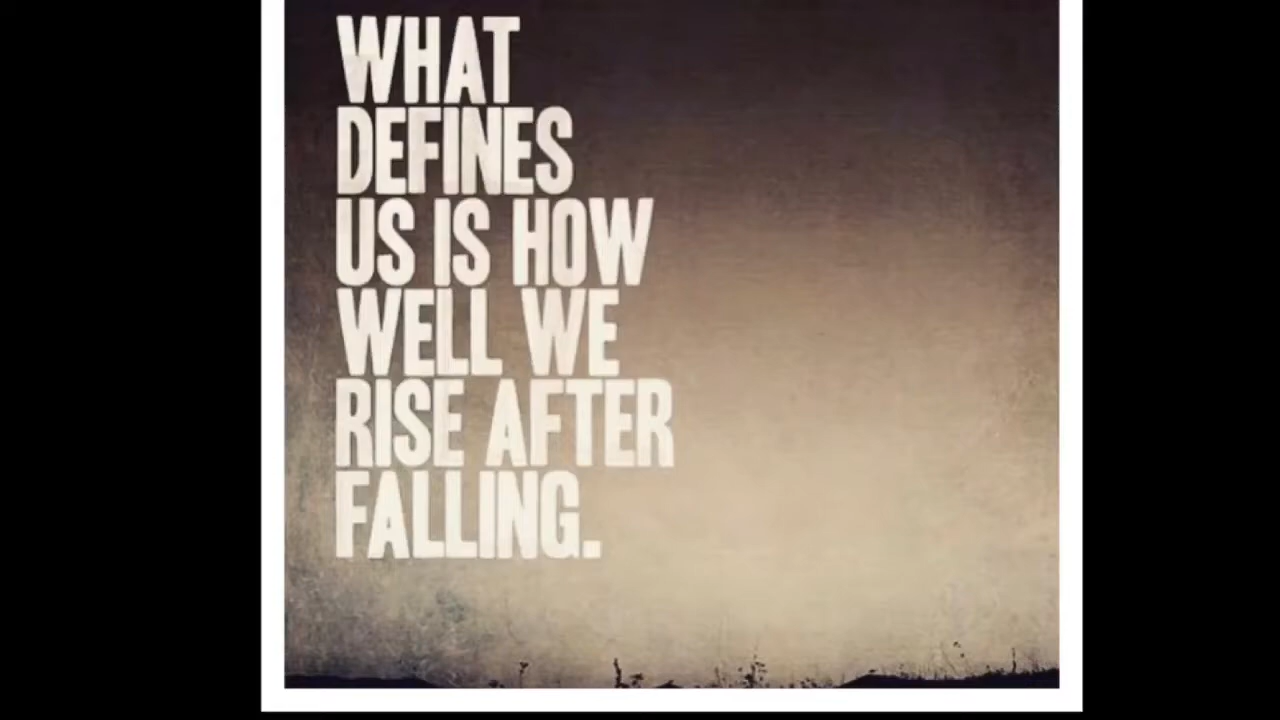 WHAT
DEFINES
US IS HOW
WELL WE
RISE AFTER
FALLING.